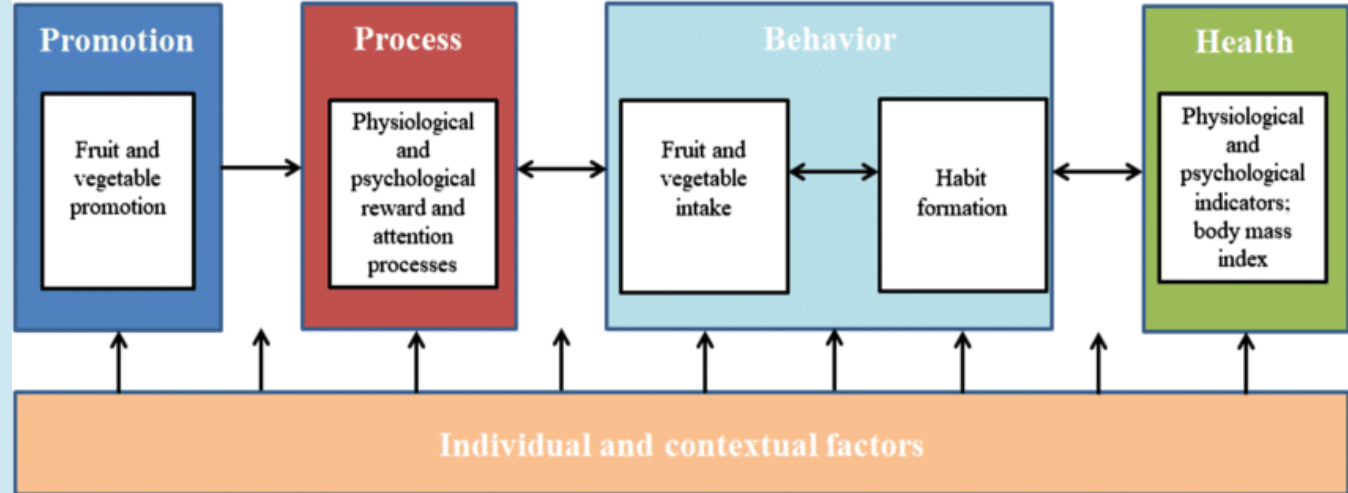 Promotion
Fruit and
vegetable
promotion
Process
Physiological
and
psychological
reward and
attention
processes
Behavior
Fruit and
vegetable
intake
Habit
formation
Health
Physiological
and
psychological
indicators;
body mass
index
Individual and contextual factors